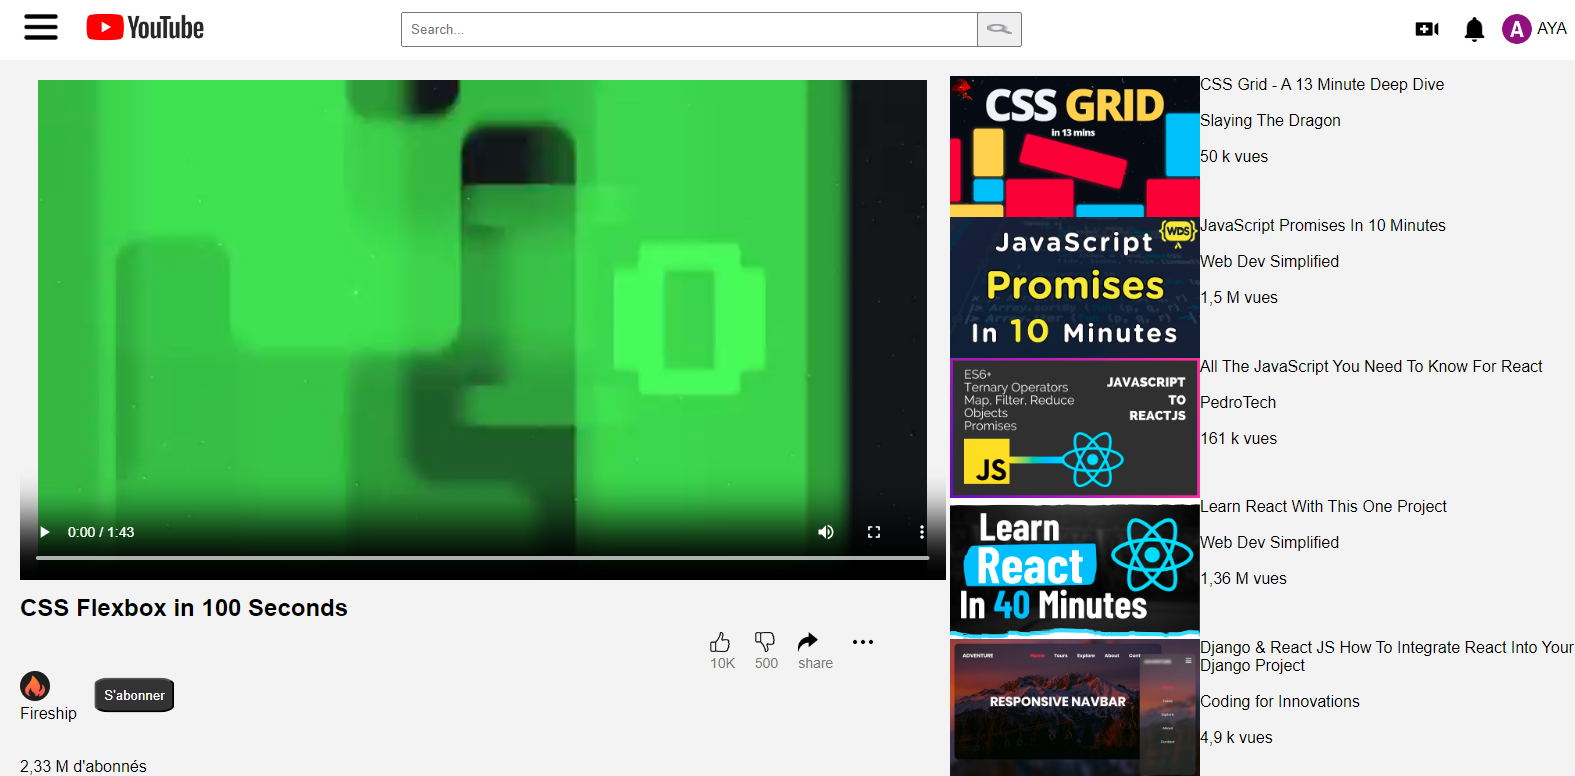 YouTube
Search...
A AYA
0:00 / 1:43
CSS Flexbox in 100 Seconds
10K 500 share
S'abonner
Fireship
2,33 M d'abonnés
CSS GRID
in 13 mins
CSS Grid - A 13 Minute Deep Dive
Slaying The Dragon
50 k vues
{WDS}
JavaScript
Promises
In 10 Minutes
JavaScript Promises In 10 Minutes
Web Dev Simplified
1,5 M vues
ES6+
Ternary Operators
Map, Filter, Reduce
Objects
Promises
JAVASCRIPT
TO
REACTJS
JS
All The JavaScript You Need To Know For React
PedroTech
161 k vues
Learn
React
In 40 Minutes
Learn React With This One Project
Web Dev Simplified
1,36 M vues
ADVENTURE Home Tours Explore About
RESPONSIVE NAVBAR
Django & React JS How To Integrate React Into Your
Django Project
Coding for Innovations
4,9 k vues